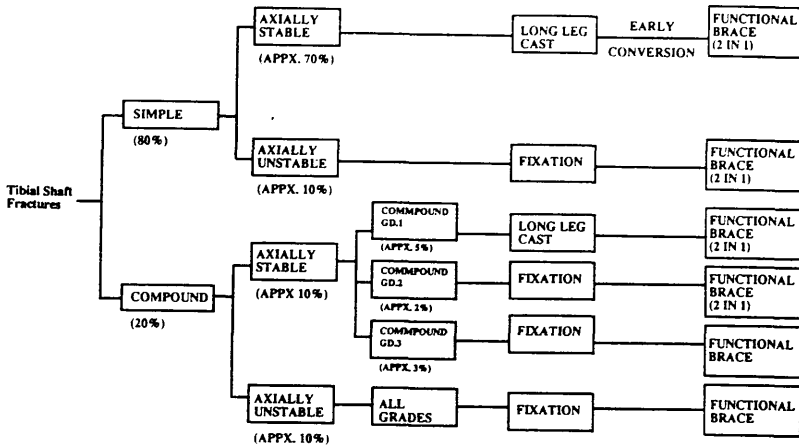 AXIALLY
STABLE
(APPX. 70%)
LONG LEG
CAST
EARLY
CONVERSION
FUNCTIONAL
BRACE
(2 IN 1)
SIMPLE
(80%)
AXIALLY
UNSTABLE
(APPX. 10%)
FIXATION
FUNCTIONAL
BRACE
(2 IN 1)
Tibial Shaft
Fractures
COMPOUND
(20%)
AXIALLY
STABLE
(APPX 10%)
COMMPOUND
GD.1
(APPX. 5%)
LONG LEG
CAST
FUNCTIONAL
BRACE
(2 IN 1)
COMMPOUND
GD.2
(APPX. 2%)
FIXATION
FUNCTIONAL
BRACE
(2 IN 1)
COMMPOUND
GD.3
(APPX. 3%)
FIXATION
FUNCTIONAL
BRACE
AXIALLY
UNSTABLE
(APPX. 10%)
ALL
GRADES
FIXATION
FUNCTIONAL
BRACE